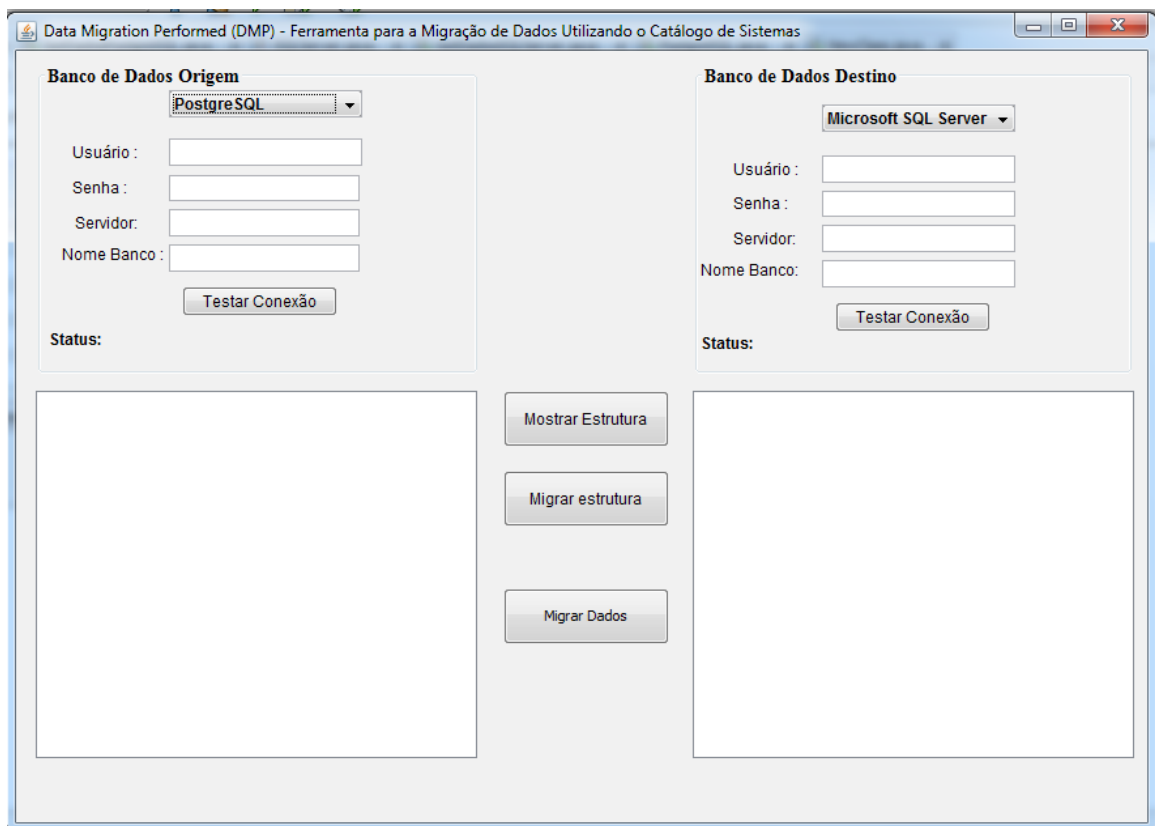 Data Migration Performed (DMP) - Ferramenta para a Migração de Dados Utilizando o Catálogo de Sistemas
Banco de Dados Origem
PostgreSQL
Usuário :
Senha :
Servidor:
Nome Banco :
Testar Conexão
Status:
Banco de Dados Destino
Microsoft SQL Server
Usuário :
Senha :
Servidor:
Nome Banco:
Testar Conexão
Status:
Mostrar Estrutura
Migrar estrutura
Migrar Dados